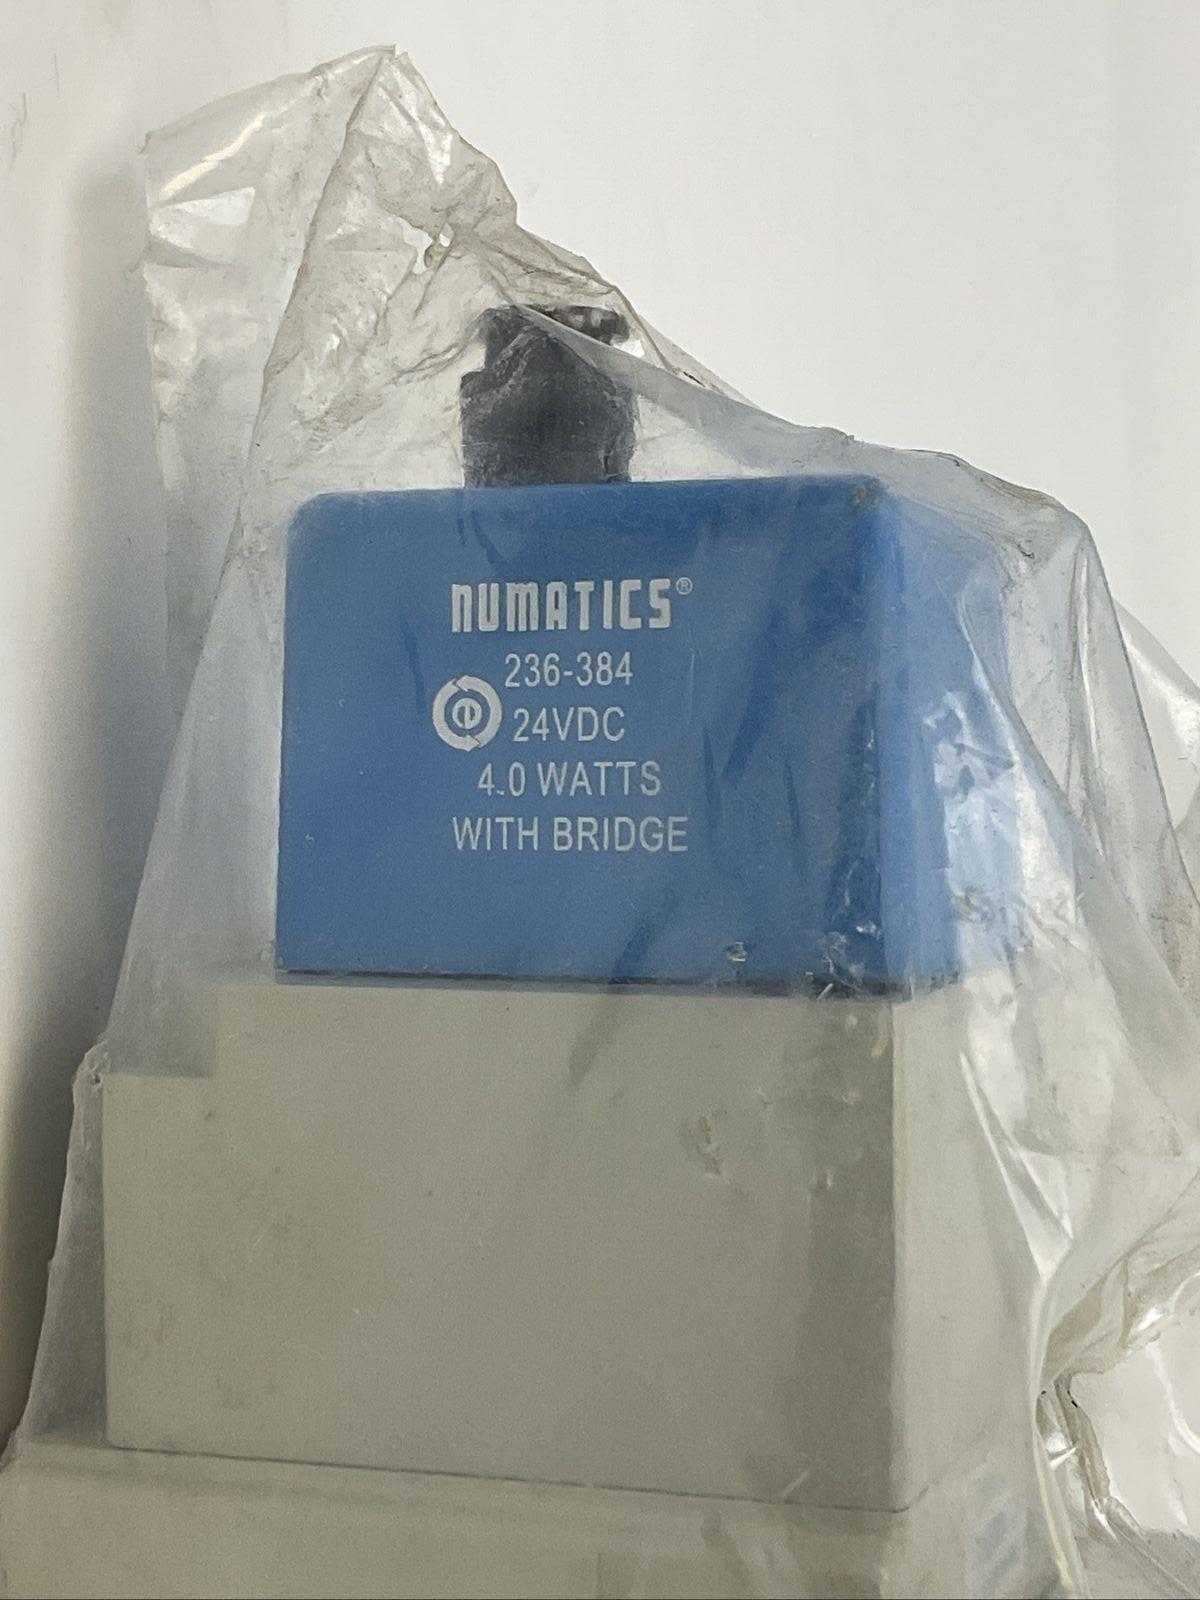 NUMATICS®
236-384
24VDC
4.0 WATTS
WITH BRIDGE